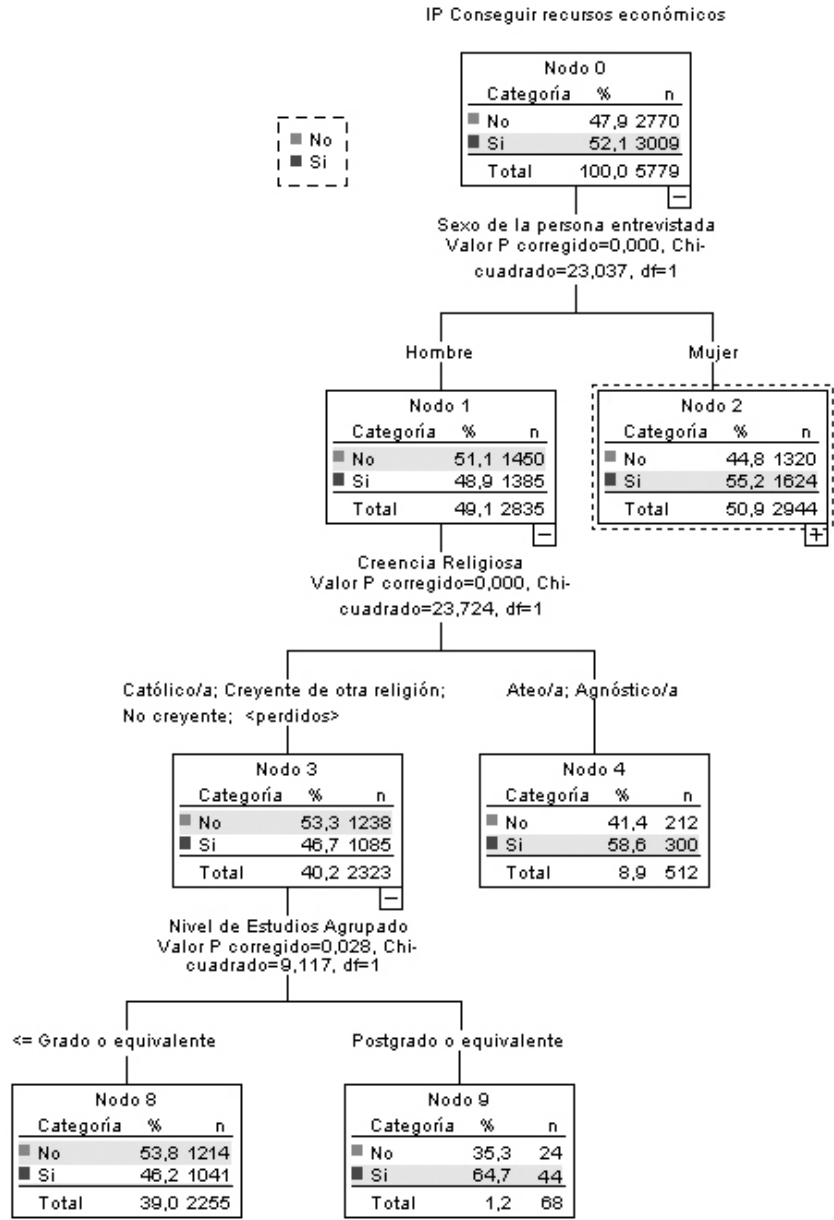 IP Conseguir recursos económicos
Nodo 0
Categoría % n
No 47,9 2770
Si 52,1 3009
Total 100,0 5779
No
Si
Sexo de la persona entrevistada
Valor P corregido=0,000, Chi-
cuadrado=23,037, df=1
Hombre
Mujer
Nodo 1
Categoría % n
No 51,1 1450
Si 48,9 1385
Total 49,1 2835
Nodo 2
Categoría % n
No 44,8 1320
Si 55,2 1624
Total 50,9 2944
Creencia Religiosa
Valor P corregido=0,000, Chi-
cuadrado=23,724, df=1
Católico/a; Creyente de otra religión;
No creyente; <perdidos>
Ateo/a; Agnóstico/a
Nodo 3
Categoría % n
No 53,3 1238
Si 46,7 1085
Total 40,2 2323
Nodo 4
Categoría % n
No 41,4 212
Si 58,6 300
Total 8,9 512
Nivel de Estudios Agrupado
Valor P corregido=0,028, Chi-
cuadrado=9,117, df=1
<= Grado o equivalente
Postgrado o equivalente
Nodo 8
Categoría % n
No 53,8 1214
Si 46,2 1041
Total 39,0 2255
Nodo 9
Categoría % n
No 35,3 24
Si 64,7 44
Total 1,2 68